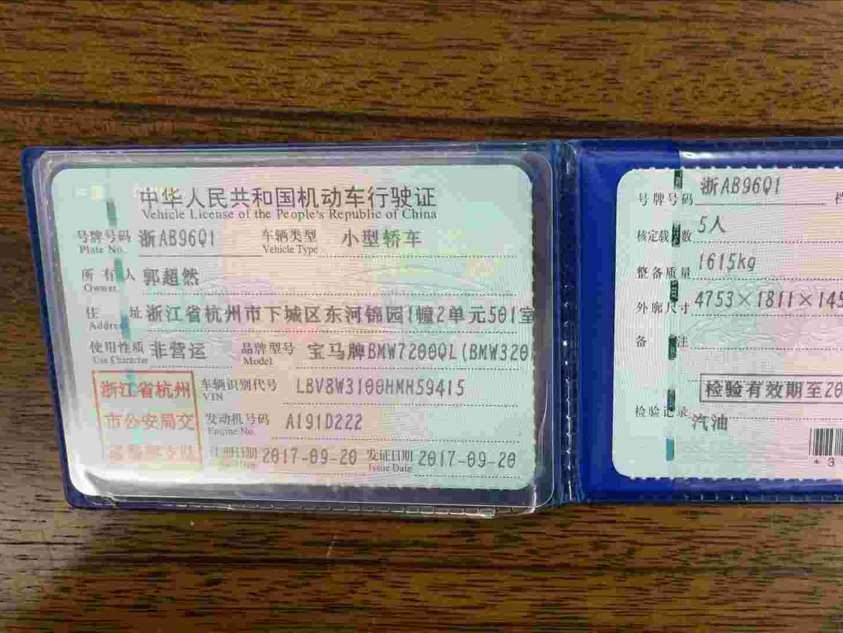 中华人民共和国机动车行驶证
Vehicle License of the People's Republic of China
号牌号码 浙AB96Q1 车辆类型 小型轿车
Plate No. Vehicle Type
所有人 郭超然
Owner
住址 浙江省杭州市下城区东河锦园1幢2单元501室
Address
使用性质 非营运 品牌型号 宝马牌BMW7200QL(BMW320
Use Character Model
浙江省杭州
市公安局交
车辆识别代号 LBV8W3100HMH59415
VIN
发动机号码 A191D222
Engine No.
注册日期 2017-09-20 发证日期 2017-09-20
Issue Date
号牌号码 浙AB96Q1
核定载人数 5人
整备质量 1615kg
外廓尺寸 4753×1811×145
备注
检验有效期至20
检验记录
汽油
*3